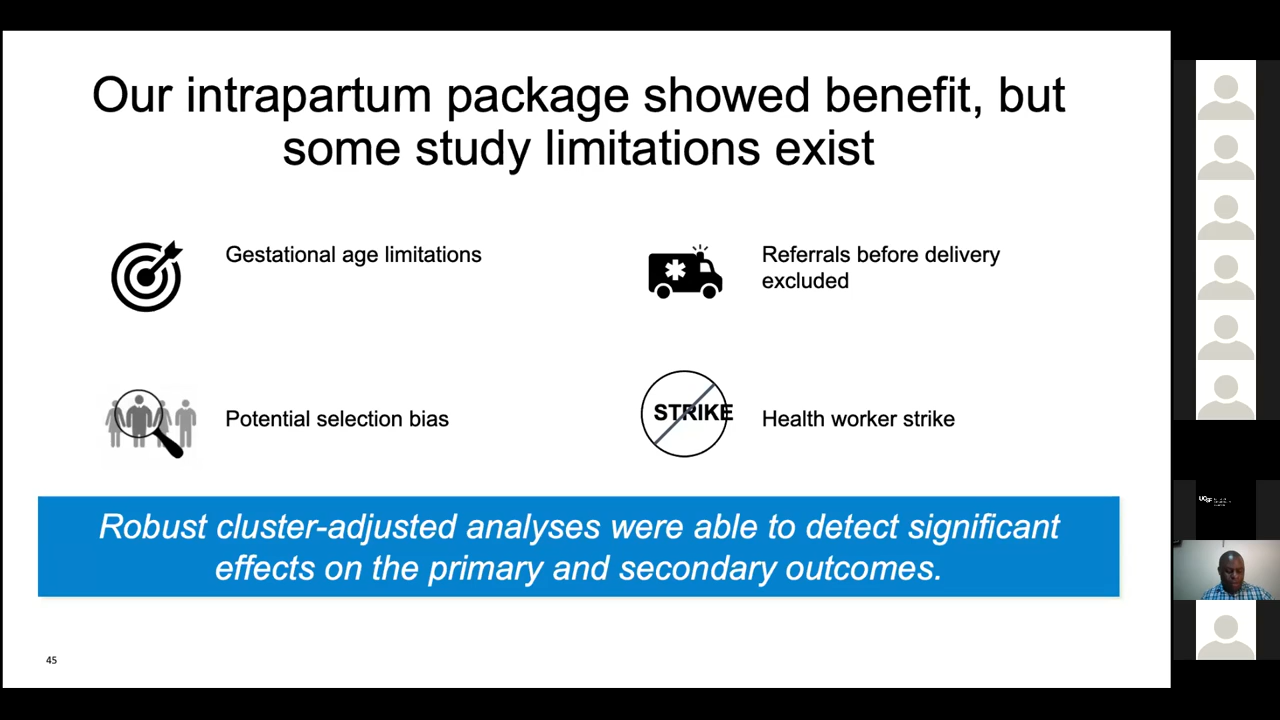 Our intrapartum package showed benefit, but
some study limitations exist
Gestational age limitations
Referrals before delivery
excluded
Potential selection bias
STRIKE
Health worker strike
Robust cluster-adjusted analyses were able to detect significant
effects on the primary and secondary outcomes.
45
UCSF